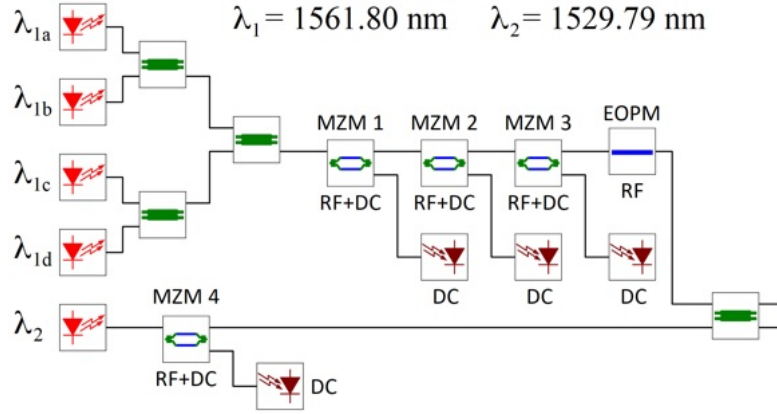 λ1a
λ1 = 1561.80 nm λ2 = 1529.79 nm
λ1b
MZM 1 MZM 2 MZM 3 EOPM
λ1c
RF+DC RF+DC RF+DC RF
λ1d
DC DC DC
MZM 4
λ2
RF+DC DC